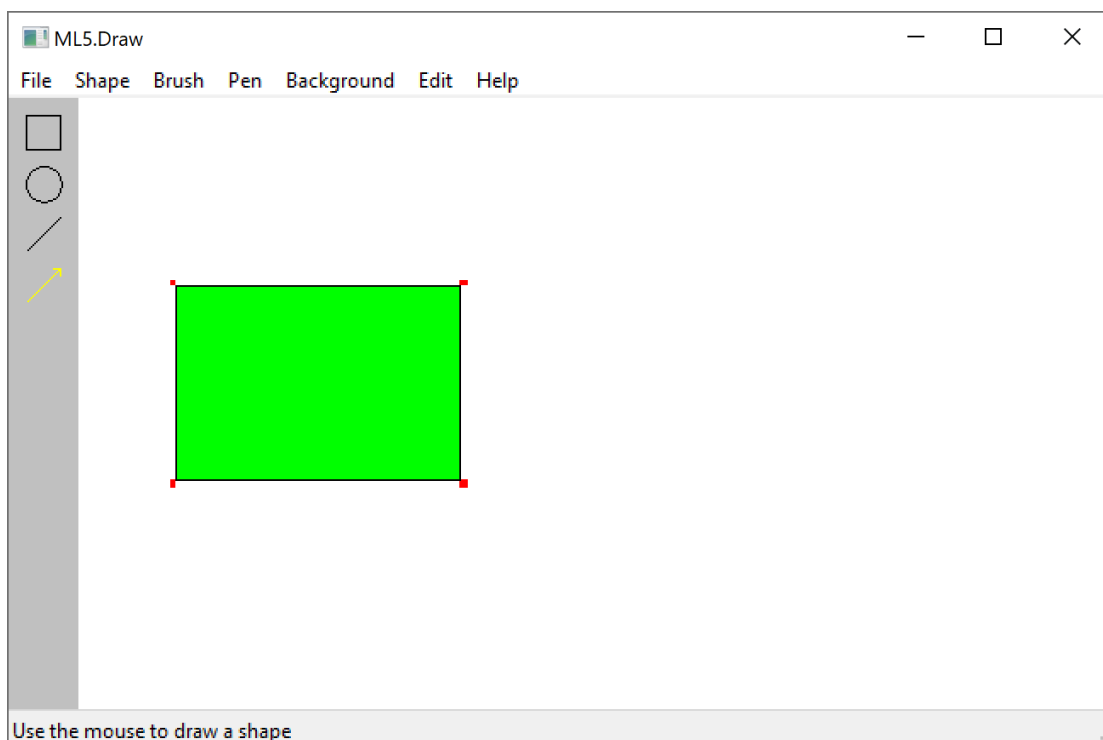 ML5.Draw
File Shape Brush Pen Background Edit Help
Use the mouse to draw a shape